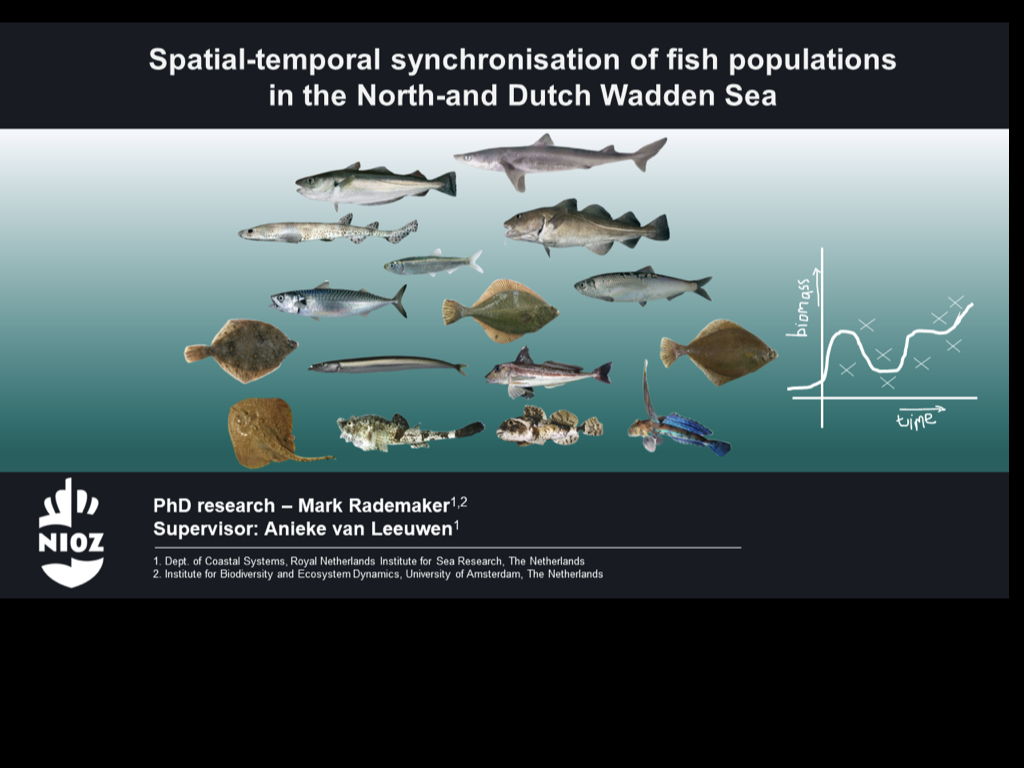 Spatial-temporal synchronisation of fish populations
in the North-and Dutch Wadden Sea
biomass
time
NIOZ
PhD research – Mark Rademaker1,2
Supervisor: Anieke van Leeuwen1
1. Dept. of Coastal Systems, Royal Netherlands Institute for Sea Research, The Netherlands
2. Institute for Biodiversity and Ecosystem Dynamics, University of Amsterdam, The Netherlands